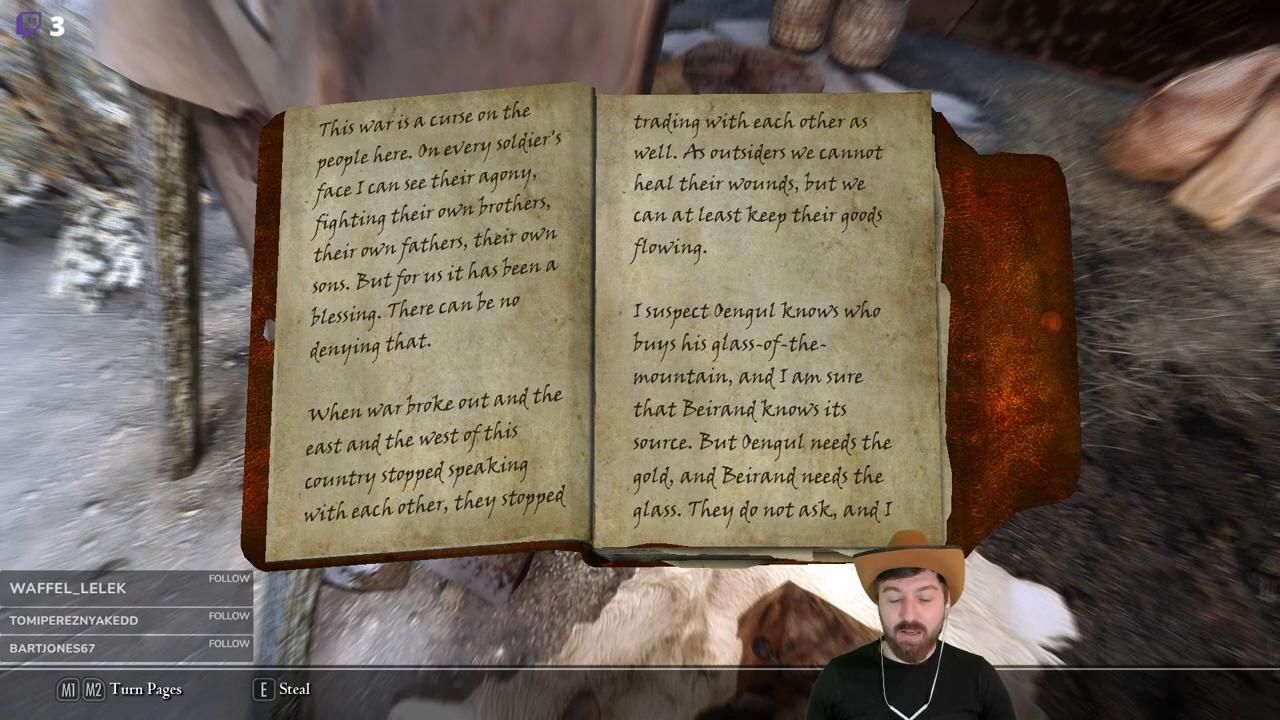 3
This war is a curse on the
people here. On every soldier's
face I can see their agony,
fighting their own brothers,
their own fathers, their own
sons. But for us it has been a
blessing. There can be no
denying that.
When war broke out and the
east and the west of this
country stopped speaking
with each other, they stopped
trading with each other as
well. As outsiders we cannot
heal their wounds, but we
can at least keep their goods
flowing.
I suspect Oengul knows who
buys his glass-of-the-
mountain, and I am sure
that Beirand knows its
source. But Oengul needs the
gold, and Beirand needs the
glass. They do not ask, and I
WAFFEL_LELEK FOLLOW
TOMIPEREZNYAKEDD FOLLOW
BARTJONES67 FOLLOW
M1 M2 Turn Pages E Steal